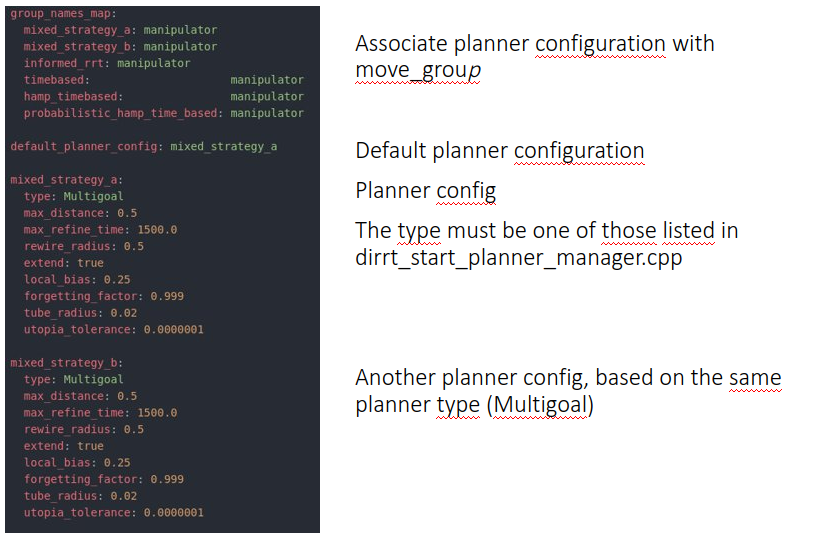 group_names_map:
mixed_strategy_a: manipulator
mixed_strategy_b: manipulator
informed_rrt: manipulator
timebased: manipulator
hamp_timebased: manipulator
probabilistic_hamp_time_based: manipulator
default_planner_config: mixed_strategy_a
mixed_strategy_a:
type: Multigoal
max_distance: 0.5
max_refine_time: 1500.0
rewire_radius: 0.5
extend: true
local_bias: 0.25
forgetting_factor: 0.999
tube_radius: 0.02
utopia_tolerance: 0.0000001
mixed_strategy_b:
type: Multigoal
max_distance: 0.5
max_refine_time: 1500.0
rewire_radius: 0.5
extend: true
local_bias: 0.25
forgetting_factor: 0.999
tube_radius: 0.02
utopia_tolerance: 0.0000001
Associate planner configuration with
move_group
Default planner configuration
Planner config
The type must be one of those listed in
dirrt_start_planner_manager.cpp
Another planner config, based on the same
planner type (Multigoal)